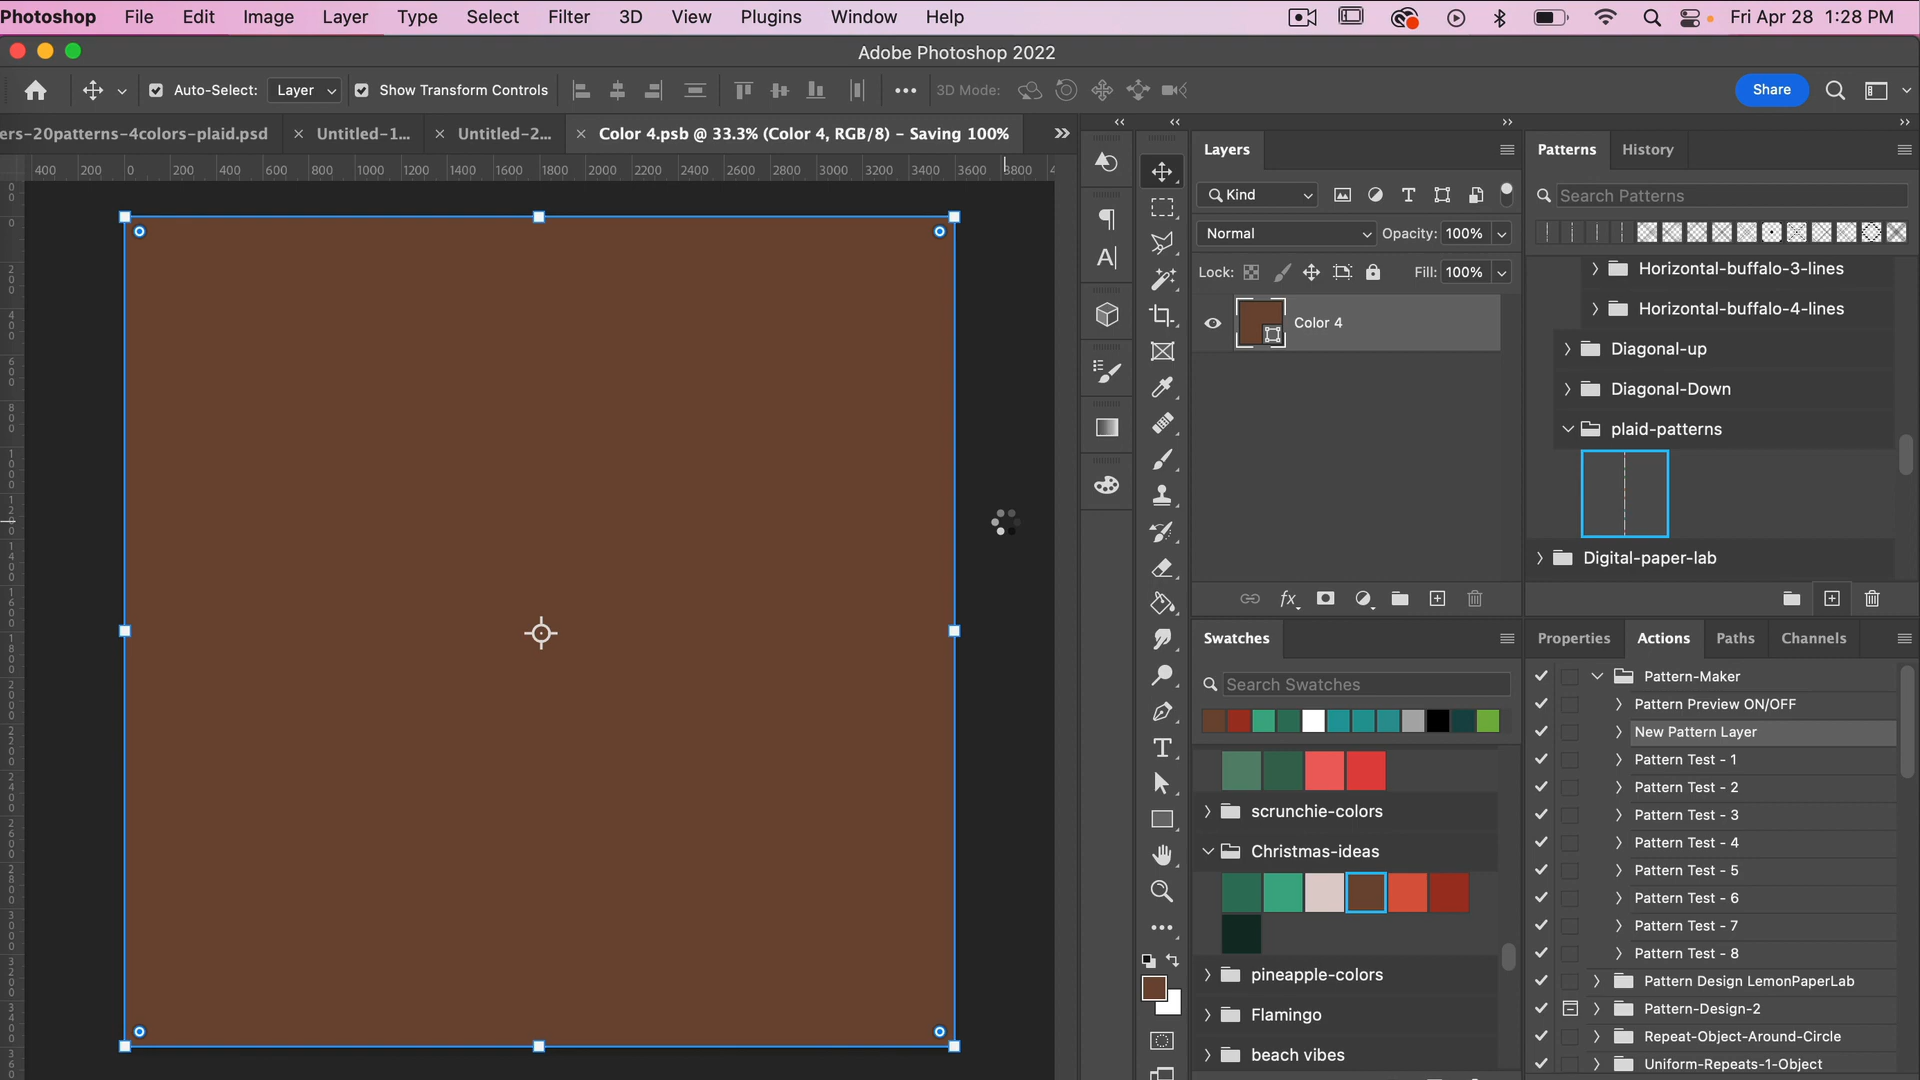 Photoshop File Edit Image Layer Type Select Filter 3D View Plugins Window Help Fri Apr 28 1:28 PM
Adobe Photoshop 2022
Auto-Select: Layer Show Transform Controls 3D Mode: Share
ers-20patterns-4colors-plaid.psd × Untitled-1... × Untitled-2... × Color 4.psb @ 33.3% (Color 4, RGB/8) – Saving 100%
400 200 0 200 400 600 800 1000 1200 1400 1600 1800 2000 2200 2400 2600 2800 3000 3200 3400 3600 3800
Layers
Kind
Normal Opacity: 100%
Lock: Fill: 100%
Color 4
Patterns History
Search Patterns
Horizontal-buffalo-3-lines
Horizontal-buffalo-4-lines
Diagonal-up
Diagonal-Down
plaid-patterns
Digital-paper-lab
Swatches
Search Swatches
scrunchie-colors
Christmas-ideas
pineapple-colors
Flamingo
beach vibes
Properties Actions Paths Channels
Pattern-Maker
Pattern Preview ON/OFF
New Pattern Layer
Pattern Test - 1
Pattern Test - 2
Pattern Test - 3
Pattern Test - 4
Pattern Test - 5
Pattern Test - 6
Pattern Test - 7
Pattern Test - 8
Pattern Design LemonPaperLab
Pattern-Design-2
Repeat-Object-Around-Circle
Uniform-Repeats-1-Object